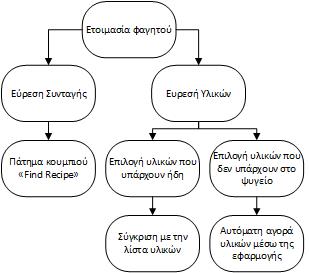 Ετοιμασία φαγητού
Εύρεση Συνταγής
Ευρεσή Υλικών
Πάτημα κουμπιού
«Find Recipe»
Επιλογή υλικών που
υπάρχουν ήδη
Επιλογή υλικών που
δεν υπάρχουν στο
ψυγείο
Σύγκριση με την
λίστα υλικών
Αυτόματη αγορά
υλικών μέσω της
εφαρμογής